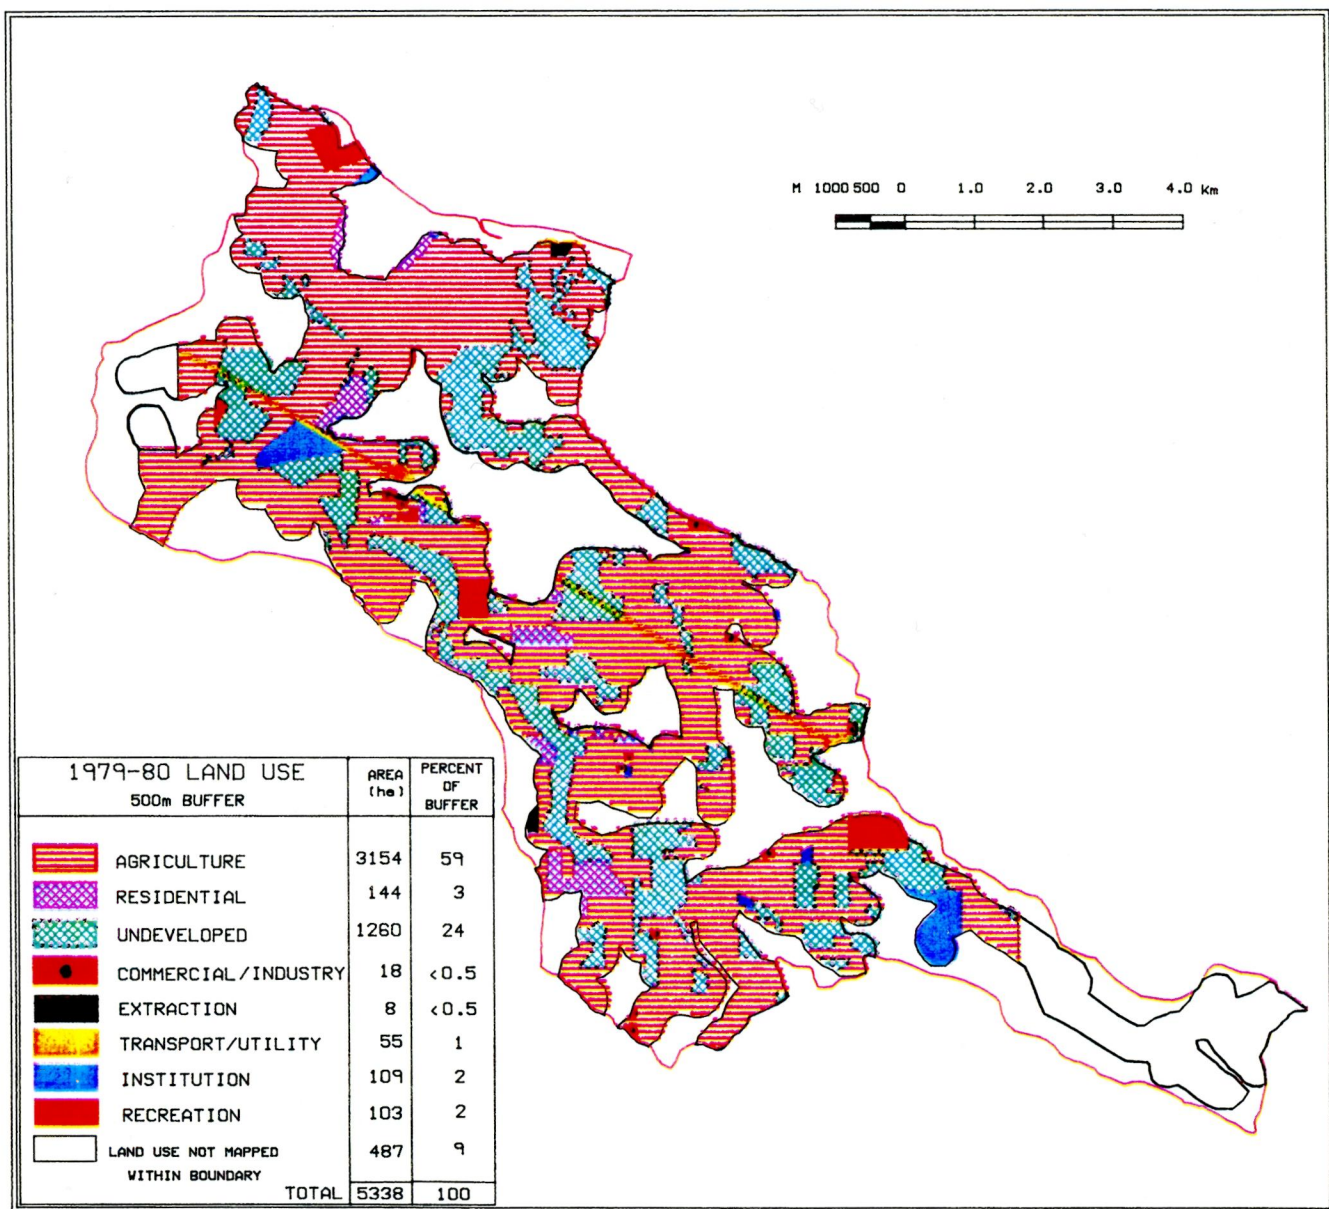 M 1000 500 0 1.0 2.0 3.0 4.0 Km
1979-80 LAND USE
500m BUFFER
AREA
(ha)
PERCENT
OF
BUFFER
AGRICULTURE 3154 59
RESIDENTIAL 144 3
UNDEVELOPED 1260 24
COMMERCIAL/INDUSTRY 18 <0.5
EXTRACTION 8 <0.5
TRANSPORT/UTILITY 55 1
INSTITUTION 109 2
RECREATION 103 2
LAND USE NOT MAPPED
WITHIN BOUNDARY 487 9
TOTAL 5338 100